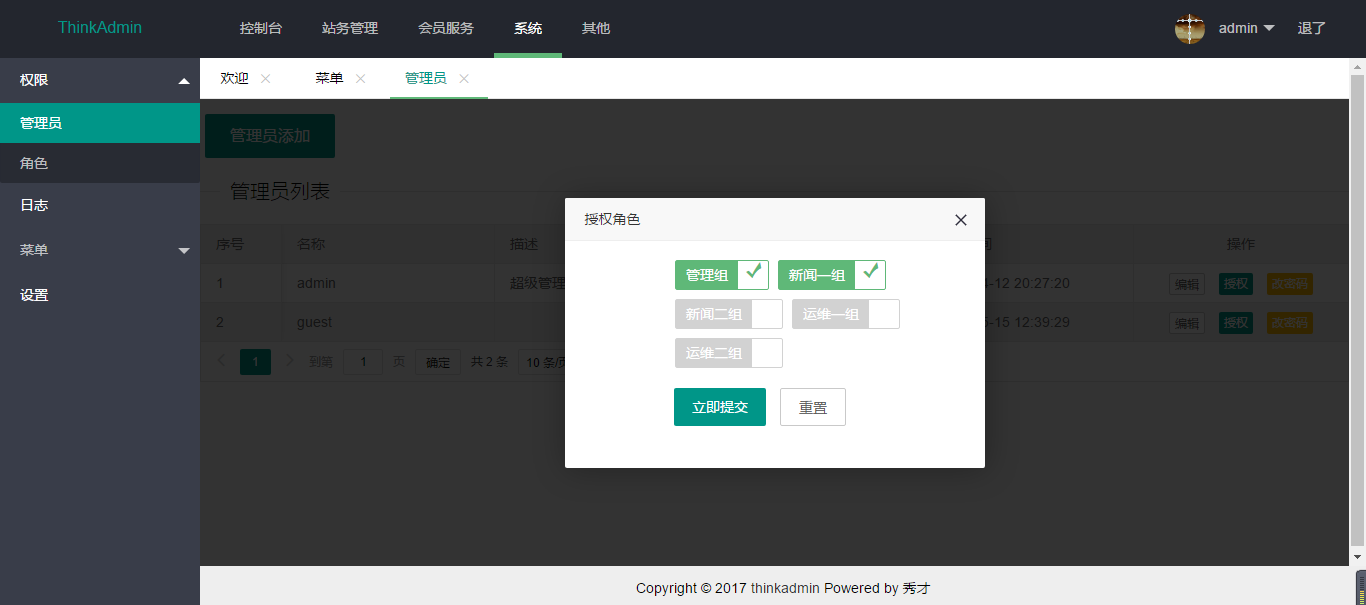 ThinkAdmin 控制台 站务管理 会员服务 系统 其他 admin 退了
权限
管理员
角色
日志
菜单
设置
欢迎 菜单 管理员
管理员添加
管理员列表
序号 名称 描述 操作
1 admin 超级管理 -12 20:27:20 编辑 授权 改密码
2 guest -15 12:39:29 编辑 授权 改密码
1 到第 1 页 确定 共 2 条 10 条/页
授权角色
管理组 新闻一组
新闻二组 运维一组
运维二组
立即提交 重置
Copyright © 2017 thinkadmin Powered by 秀才